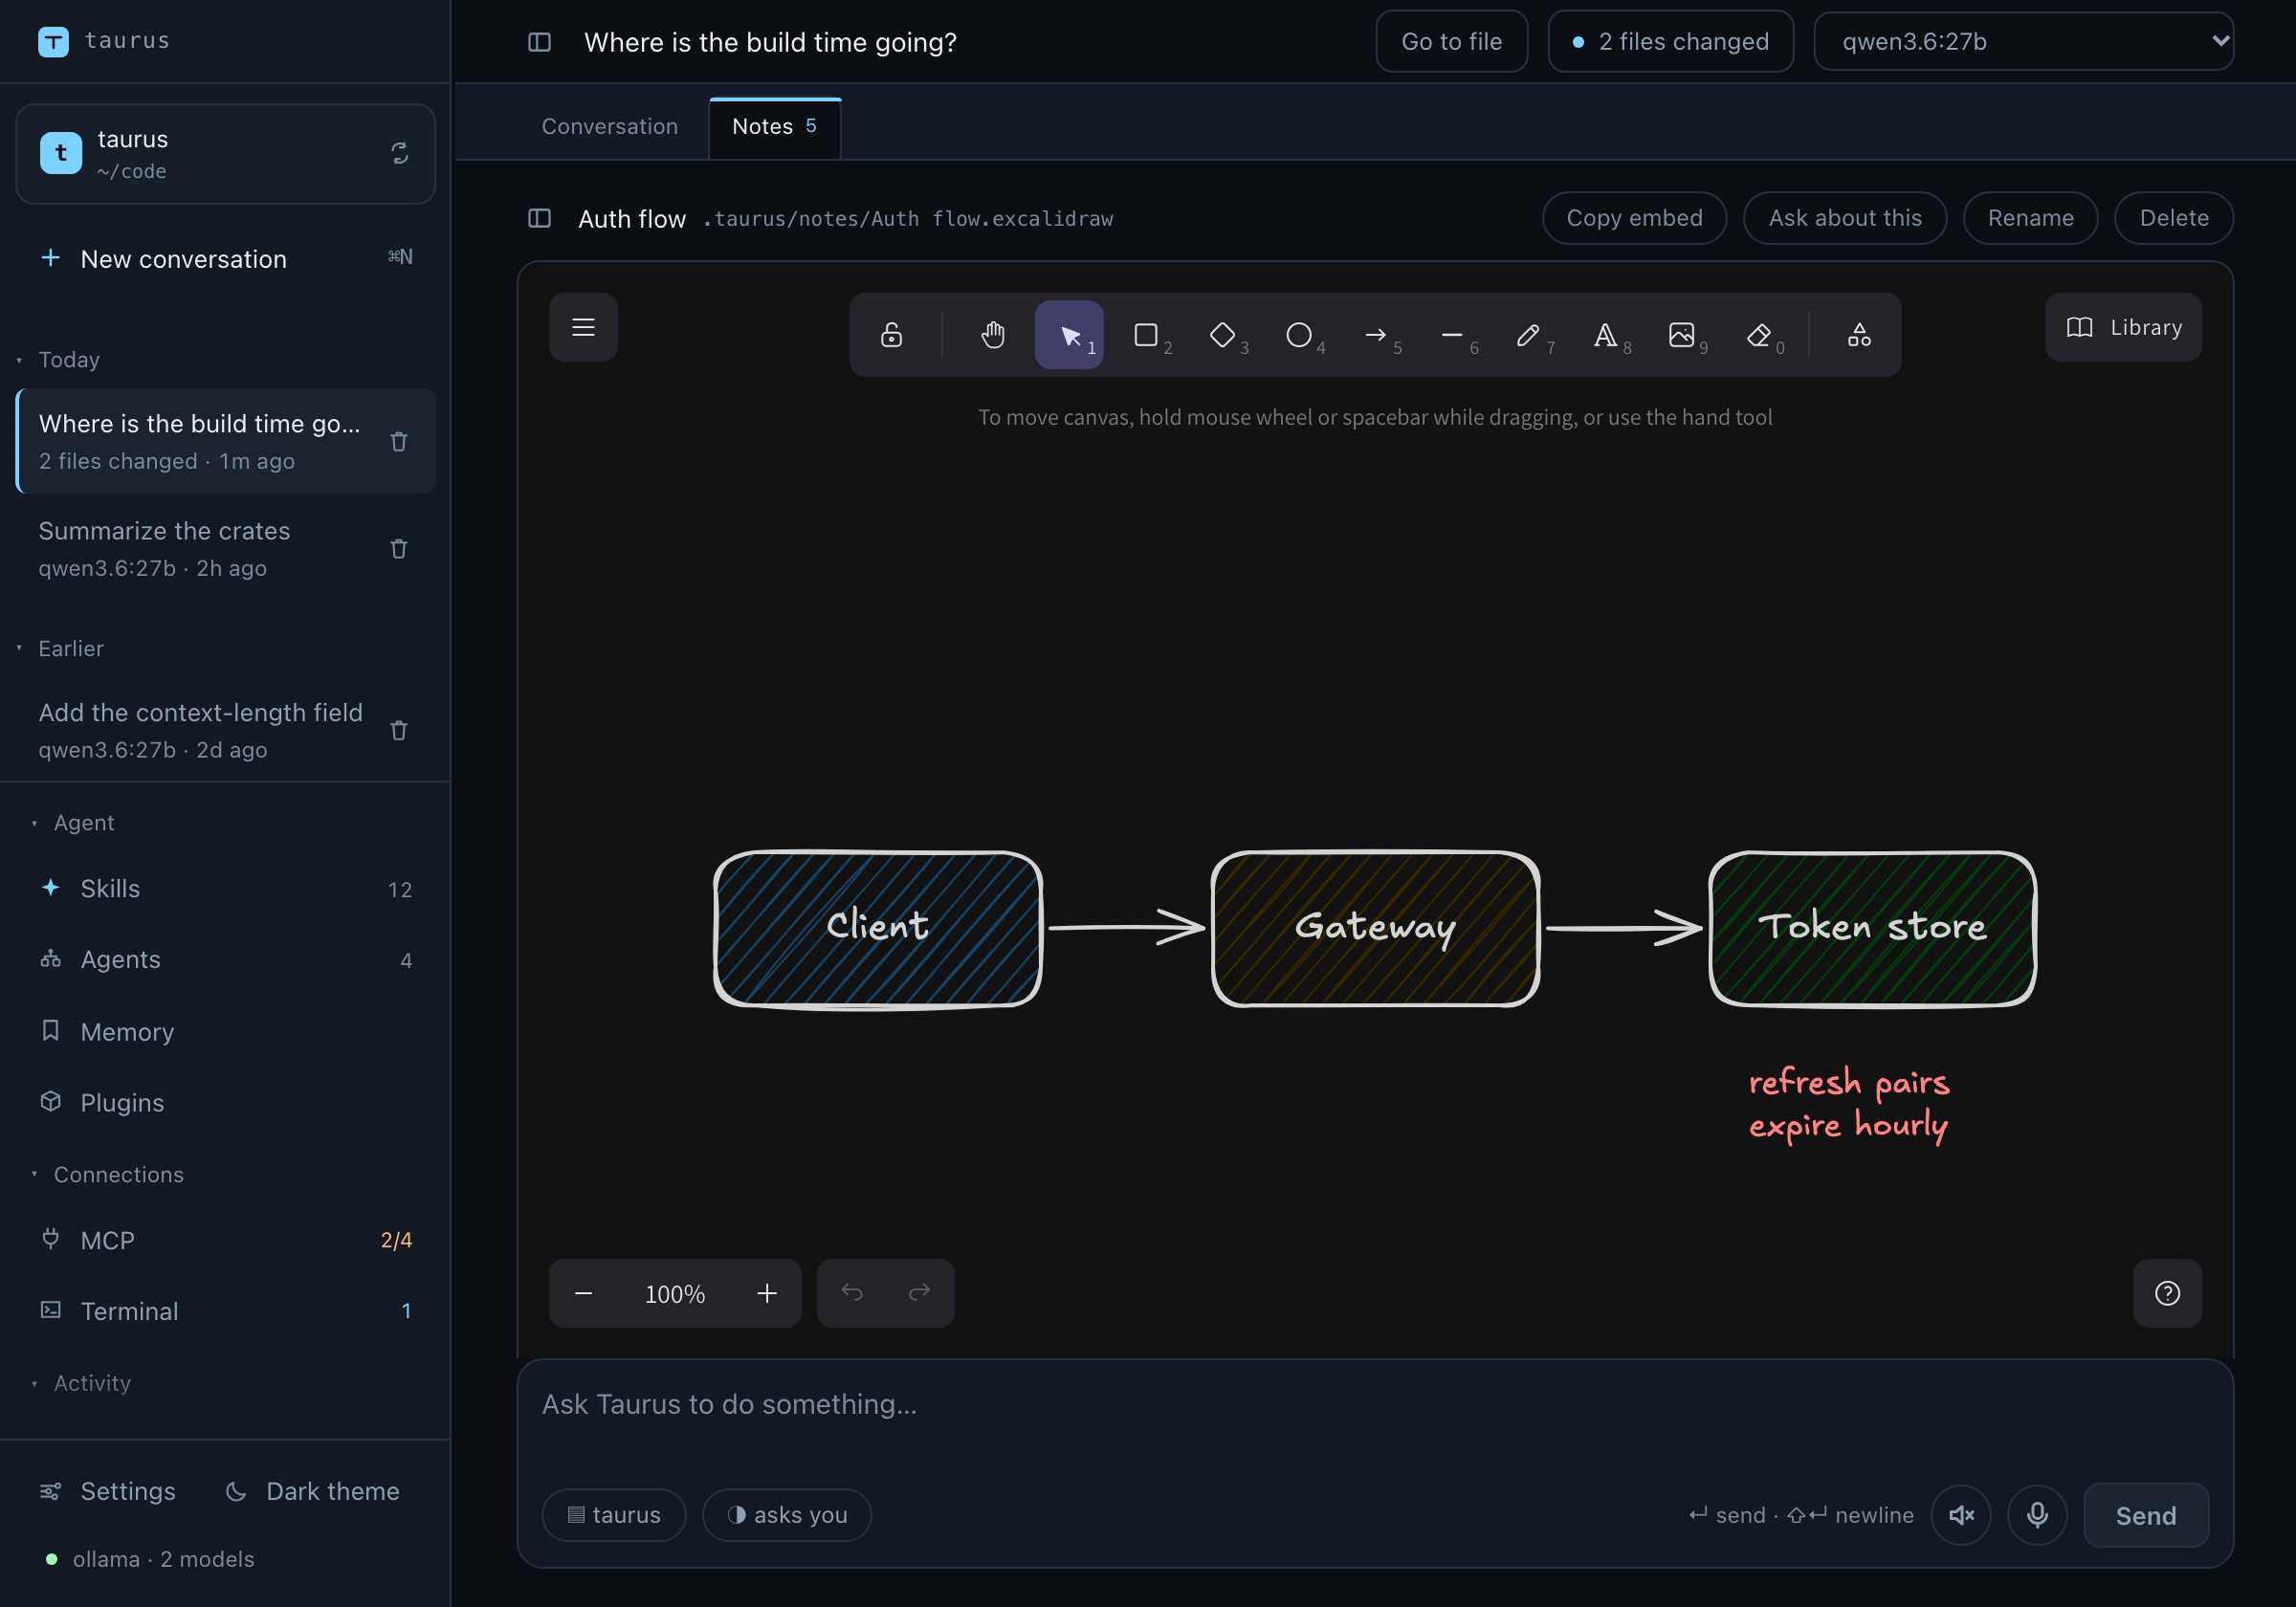 taurus
t
taurus
~/code
New conversation ⌘N
Today
Where is the build time go...
2 files changed · 1m ago
Summarize the crates
qwen3.6:27b · 2h ago
Earlier
Add the context-length field
qwen3.6:27b · 2d ago
Agent
Skills 12
Agents 4
Memory
Plugins
Connections
MCP 2/4
Terminal 1
Activity
Settings Dark theme
ollama · 2 models
Where is the build time going? Go to file 2 files changed qwen3.6:27b
Conversation Notes 5
Auth flow .taurus/notes/Auth flow.excalidraw Copy embed Ask about this Rename Delete
1 2 3 4 5 6 7 8 9 0 Library
To move canvas, hold mouse wheel or spacebar while dragging, or use the hand tool
Client Gateway Token store
refresh pairs
expire hourly
100%
Ask Taurus to do something...
taurus asks you ↵ send · ⇧↵ newline Send